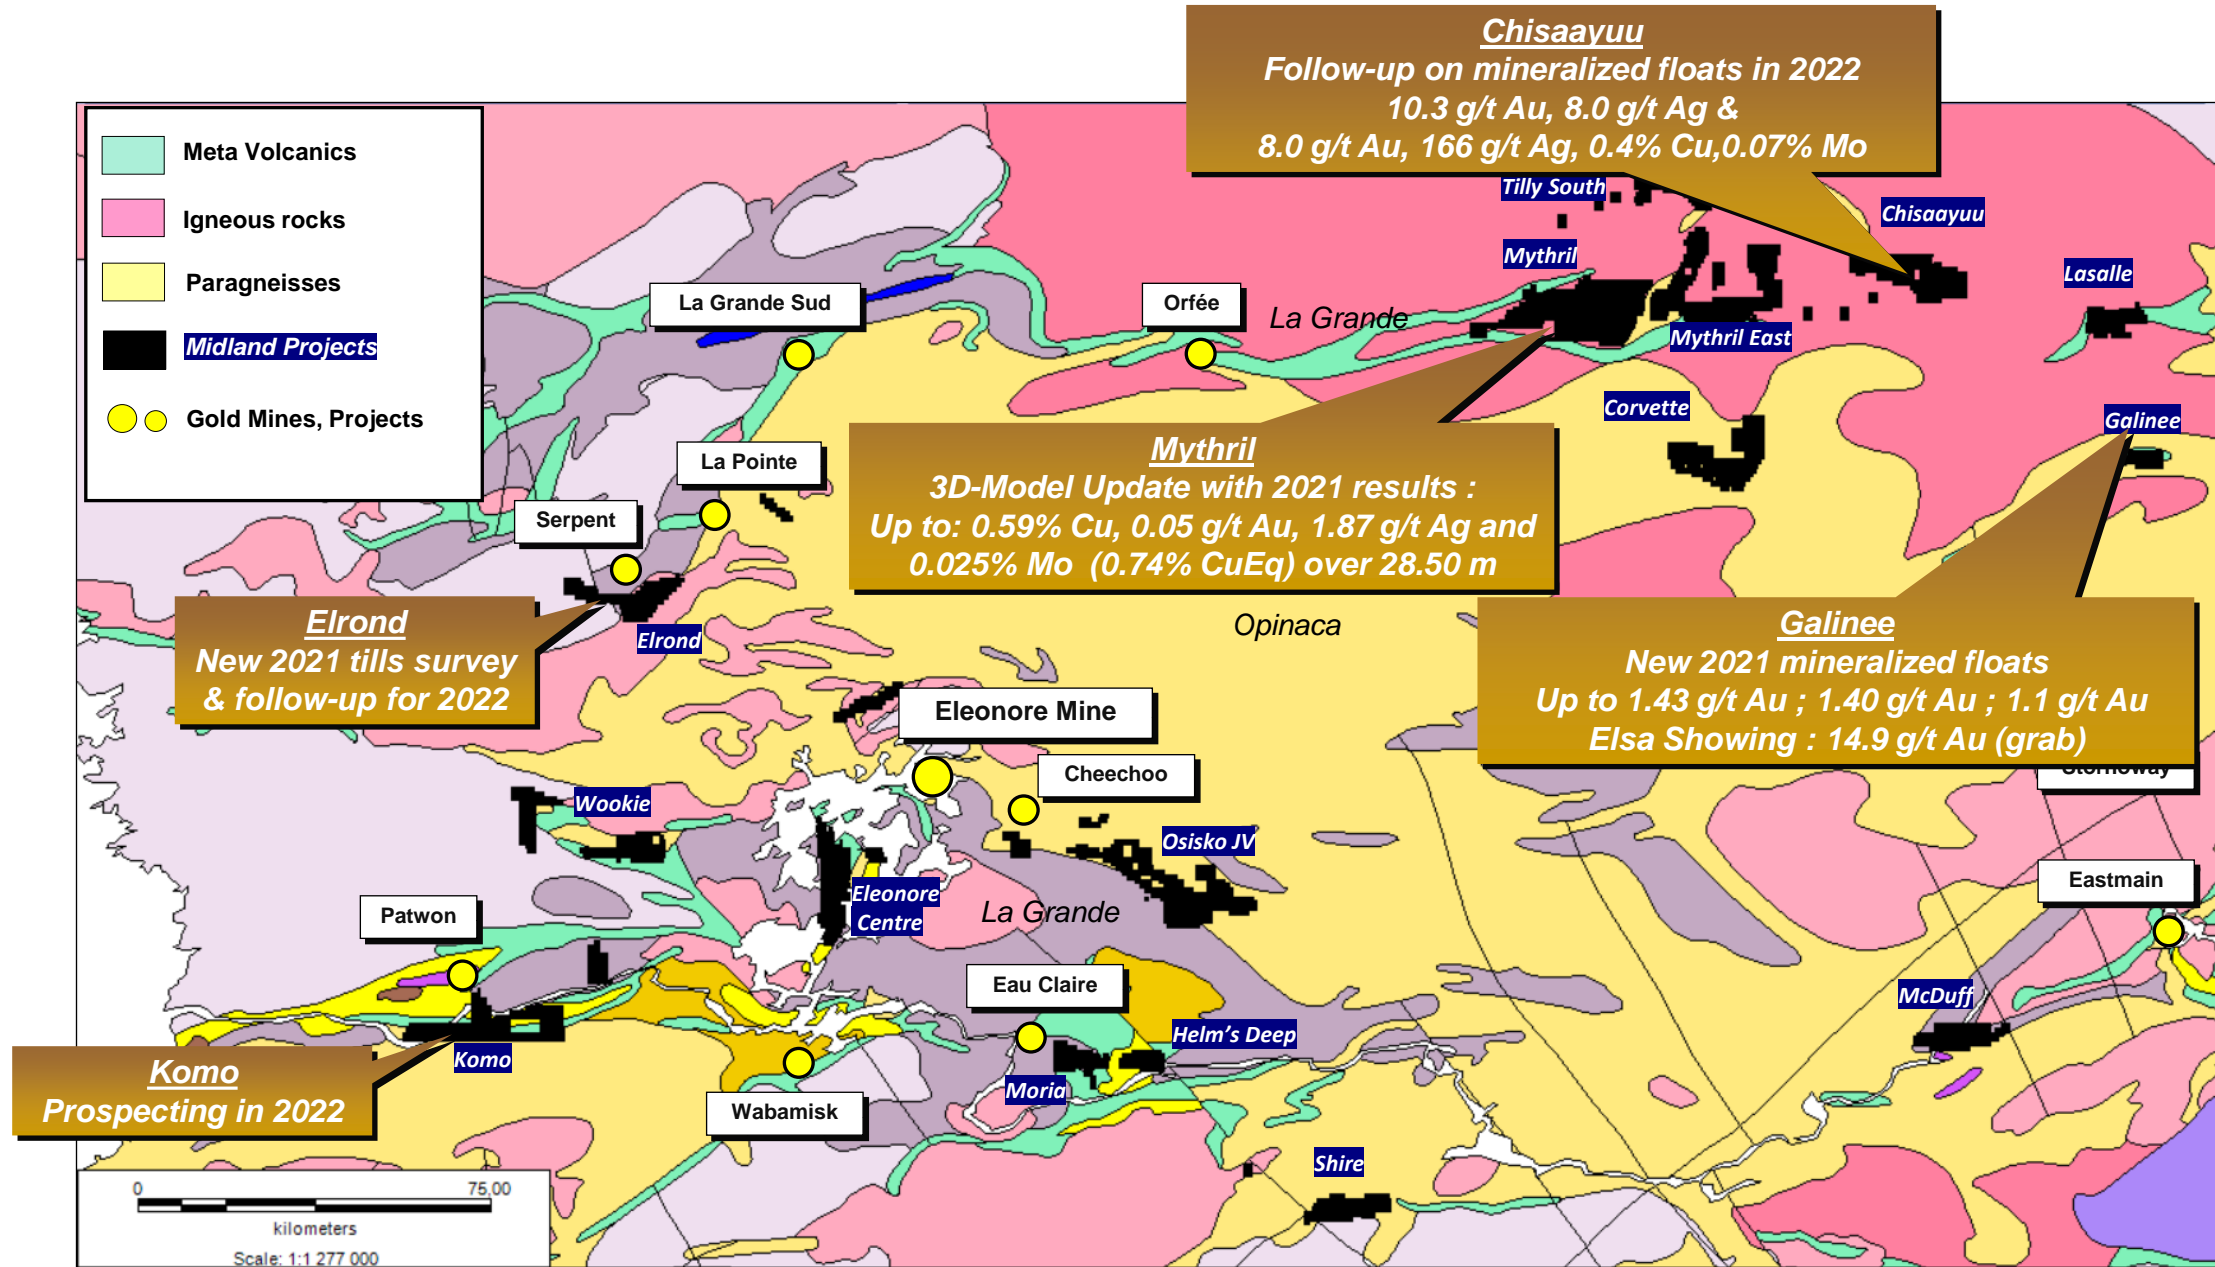 Chisaayuu
Follow-up on mineralized floats in 2022
10.3 g/t Au, 8.0 g/t Ag &
8.0 g/t Au, 166 g/t Ag, 0.4% Cu,0.07% Mo
Meta Volcanics
Igneous rocks
Paragneisses
Midland Projects
Gold Mines, Projects
Tilly South
Chisaayuu
Mythril
Lasalle
La Grande Sud
Orfée
La Grande
Mythril East
Corvette
Galinee
La Pointe
Serpent
Mythril
3D-Model Update with 2021 results :
Up to: 0.59% Cu, 0.05 g/t Au, 1.87 g/t Ag and
0.025% Mo (0.74% CuEq) over 28.50 m
Elrond
New 2021 tills survey
& follow-up for 2022
Elrond
Opinaca
Galinee
New 2021 mineralized floats
Up to 1.43 g/t Au ; 1.40 g/t Au ; 1.1 g/t Au
Elsa Showing : 14.9 g/t Au (grab)
Eleonore Mine
Cheechoo
Stornoway
Wookie
Osisko JV
Eleonore
Centre
La Grande
Patwon
Eastmain
Eau Claire
McDuff
Helm's Deep
Komo
Prospecting in 2022
Komo
Moria
Wabamisk
Shire
0 75,00
kilometers
Scale: 1:1 277 000